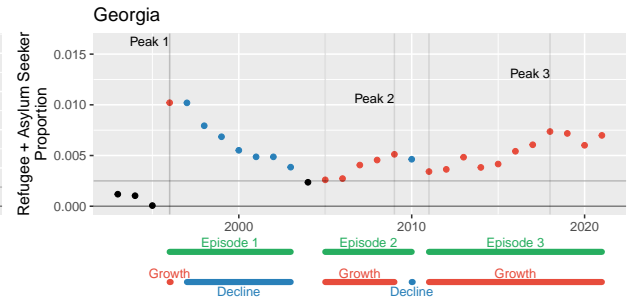 Georgia
Refugee + Asylum Seeker
Proportion
0.015
0.010
0.005
0.000
Peak 1
Peak 2
Peak 3
2000
2010
2020
Episode 1
Episode 2
Episode 3
Growth
Growth
Growth
Decline
Decline